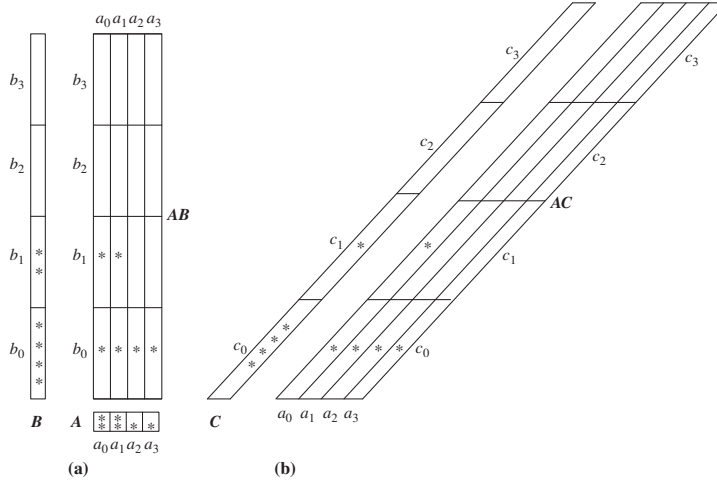 a0 a1 a2 a3
b3 b3
b2 b2
AB
b1 * * b1 * *
*
b0 * * * * b0 * * * *
B A * * * * * *
a0 a1 a2 a3
(a)
c3 c3
c2 c2
AC
c1 * * c1
c0 * * * * * * * * c0
C a0 a1 a2 a3
(b)